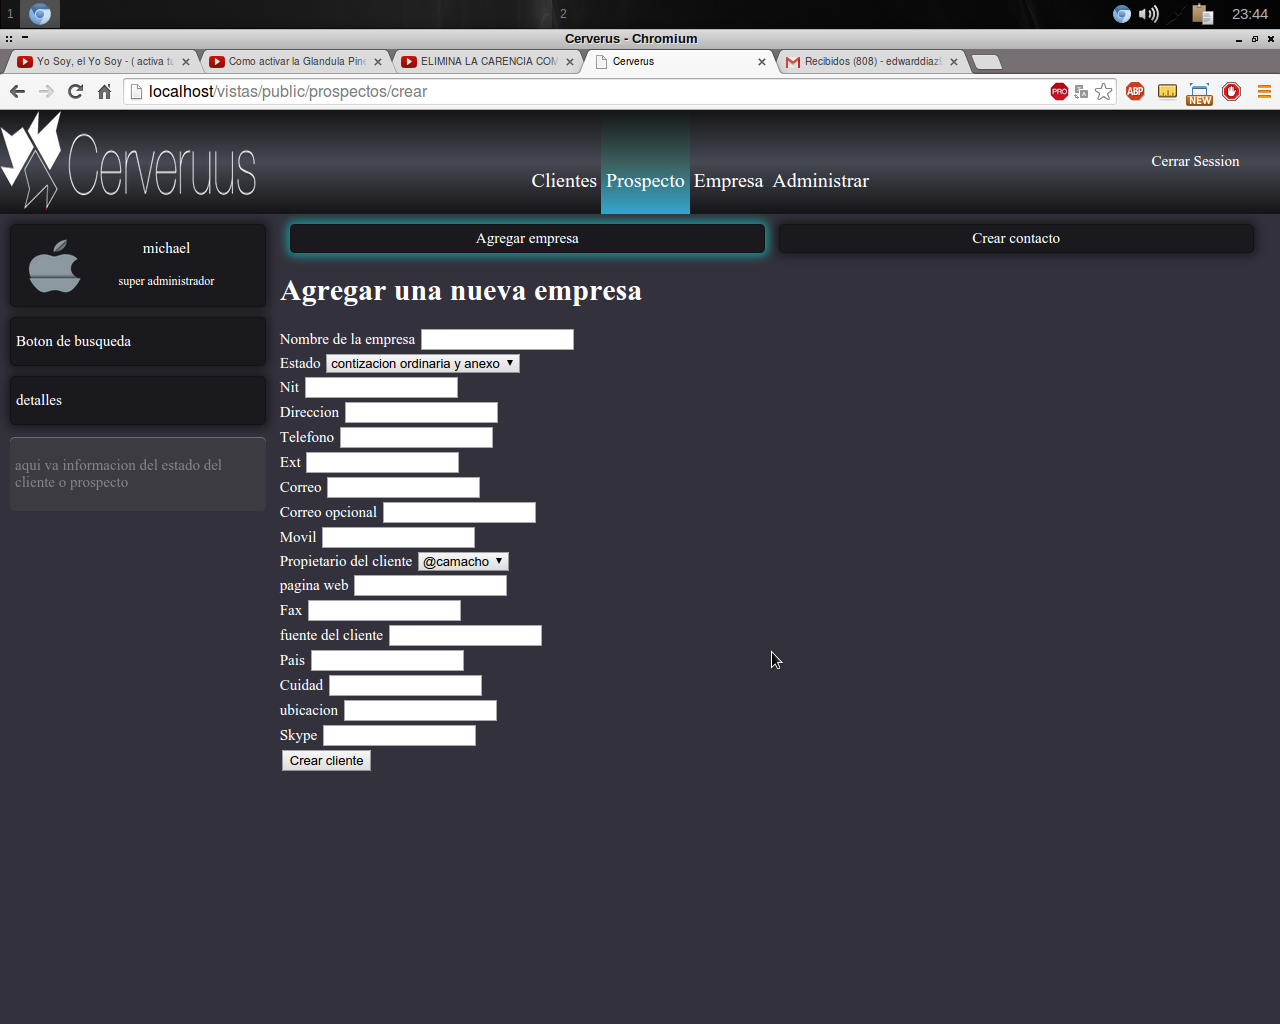 1
2
23:44
Cerverus - Chromium
Yo Soy, el Yo Soy - ( activa tu
Como activar la Glandula Pine
ELIMINA LA CARENCIA COM
Cerverus
Recibidos (808) - edwarddiaz
localhost/vistas/public/prospectos/crear
PRO
ABP
NEW
Cerveruus
Clientes Prospecto Empresa Administrar
Cerrar Session
michael
super administrador
Boton de busqueda
detalles
aqui va informacion del estado del
cliente o prospecto
Agregar empresa
Crear contacto
Agregar una nueva empresa
Nombre de la empresa
Estado contizacion ordinaria y anexo
Nit
Direccion
Telefono
Ext
Correo
Correo opcional
Movil
Propietario del cliente @camacho
pagina web
Fax
fuente del cliente
Pais
Cuidad
ubicacion
Skype
Crear cliente